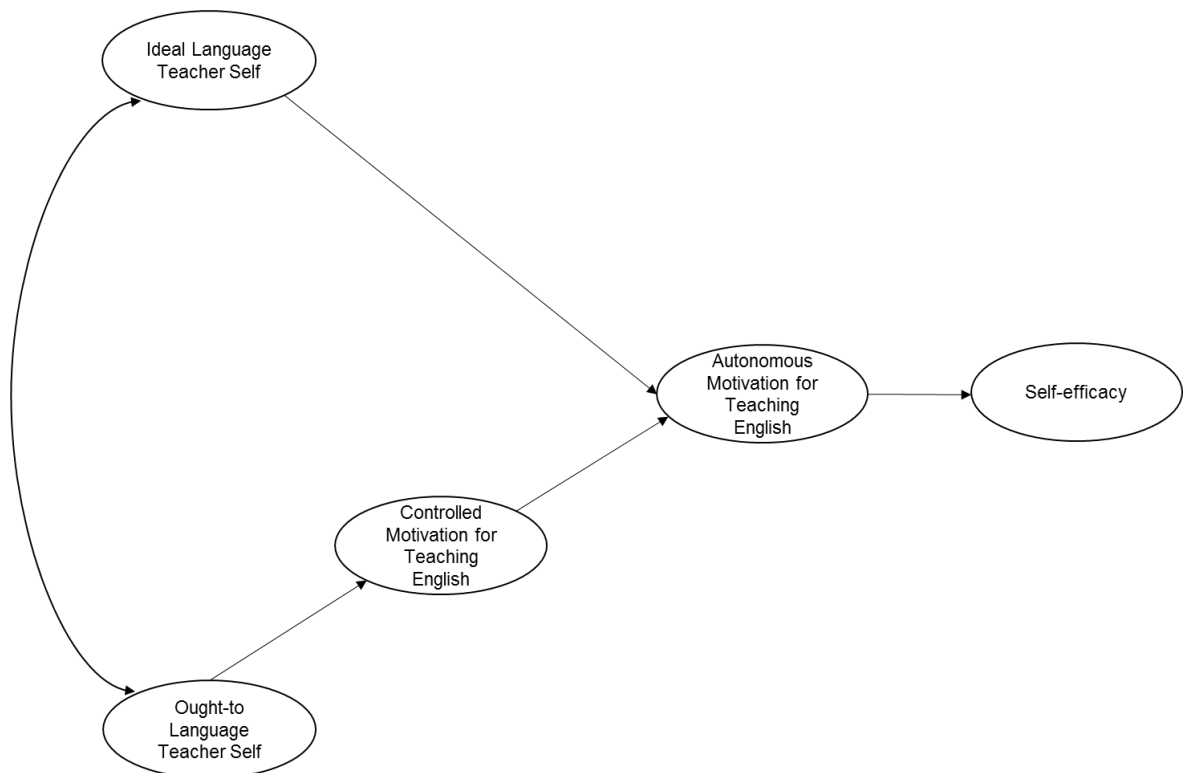 Ideal Language
Teacher Self
Autonomous
Motivation for
Teaching
English
Self-efficacy
Controlled
Motivation for
Teaching
English
Ought-to
Language
Teacher Self